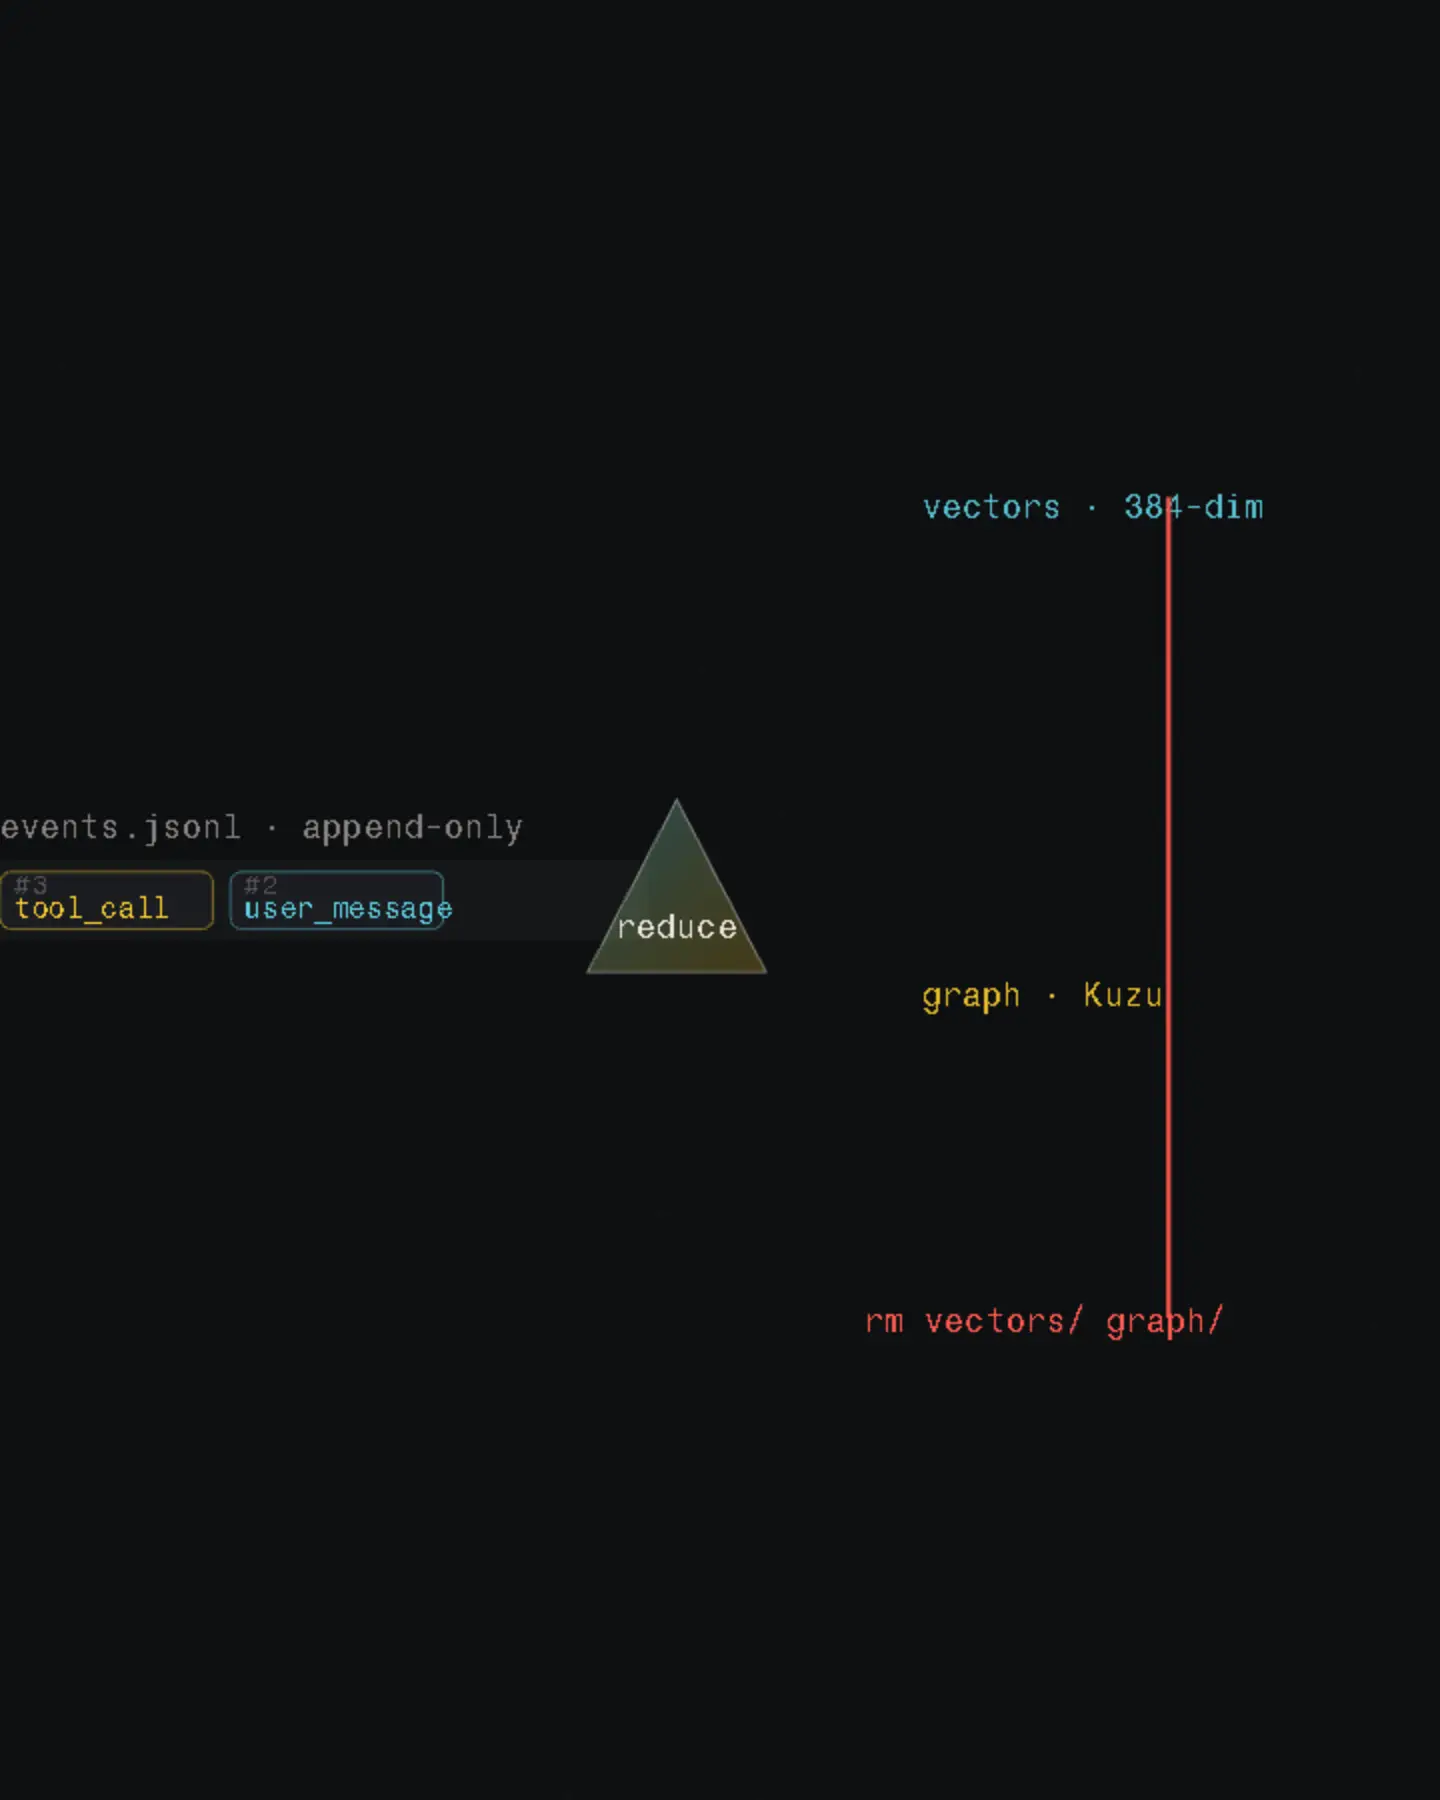 vectors · 384-dim
events.jsonl · append-only
#3
tool_call
#2
user_message
reduce
graph · Kuzu
rm vectors/ graph/